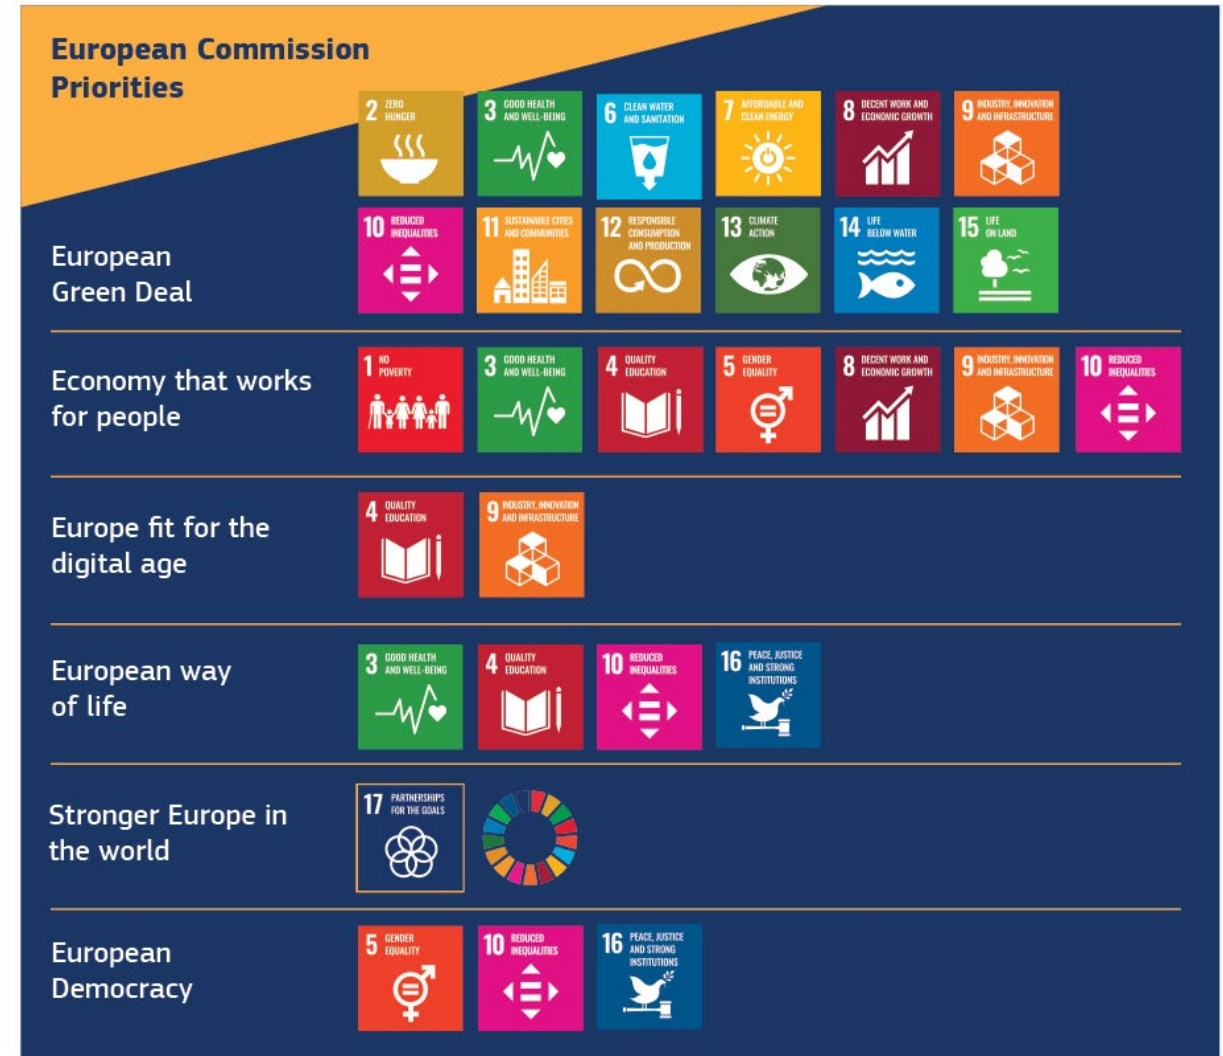 European Commission
Priorities
2 ZERO
HUNGER
3 GOOD HEALTH
AND WELL-BEING
6 CLEAN WATER
AND SANITATION
7 AFFORDABLE AND
CLEAN ENERGY
8 DECENT WORK AND
ECONOMIC GROWTH
9 INDUSTRY, INNOVATION
AND INFRASTRUCTURE
European
Green Deal
10 REDUCED
INEQUALITIES
11 SUSTAINABLE CITIES
AND COMMUNITIES
12 RESPONSIBLE
CONSUMPTION
AND PRODUCTION
13 CLIMATE
ACTION
14 LIFE
BELOW WATER
15 LIFE
ON LAND
Economy that works
for people
1 NO
POVERTY
3 GOOD HEALTH
AND WELL-BEING
4 QUALITY
EDUCATION
5 GENDER
EQUALITY
8 DECENT WORK AND
ECONOMIC GROWTH
9 INDUSTRY, INNOVATION
AND INFRASTRUCTURE
10 REDUCED
INEQUALITIES
Europe fit for the
digital age
4 QUALITY
EDUCATION
9 INDUSTRY, INNOVATION
AND INFRASTRUCTURE
European way
of life
3 GOOD HEALTH
AND WELL-BEING
4 QUALITY
EDUCATION
10 REDUCED
INEQUALITIES
16 PEACE, JUSTICE
AND STRONG
INSTITUTIONS
Stronger Europe in
the world
17 PARTNERSHIPS
FOR THE GOALS
European
Democracy
5 GENDER
EQUALITY
10 REDUCED
INEQUALITIES
16 PEACE, JUSTICE
AND STRONG
INSTITUTIONS